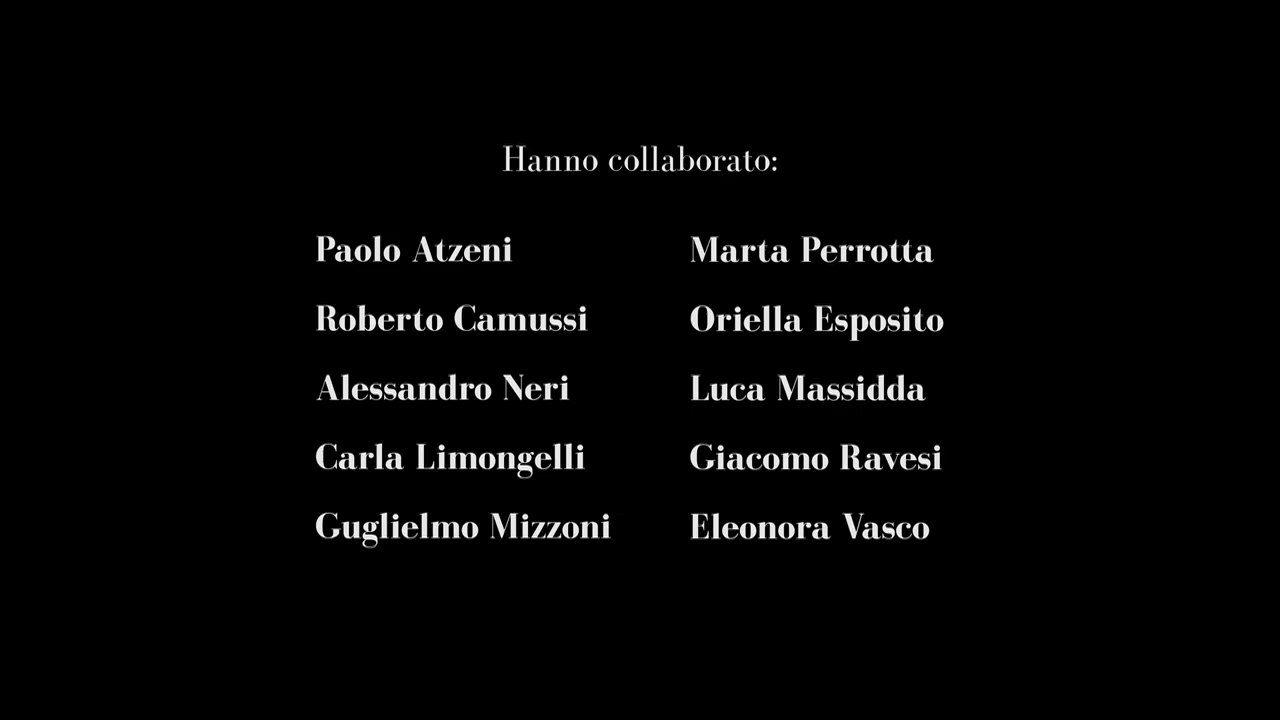 Hanno collaborato:
Paolo Atzeni
Roberto Camussi
Alessandro Neri
Carla Limongelli
Guglielmo Mizzoni
Marta Perrotta
Oriella Esposito
Luca Massidda
Giacomo Ravesi
Eleonora Vasco